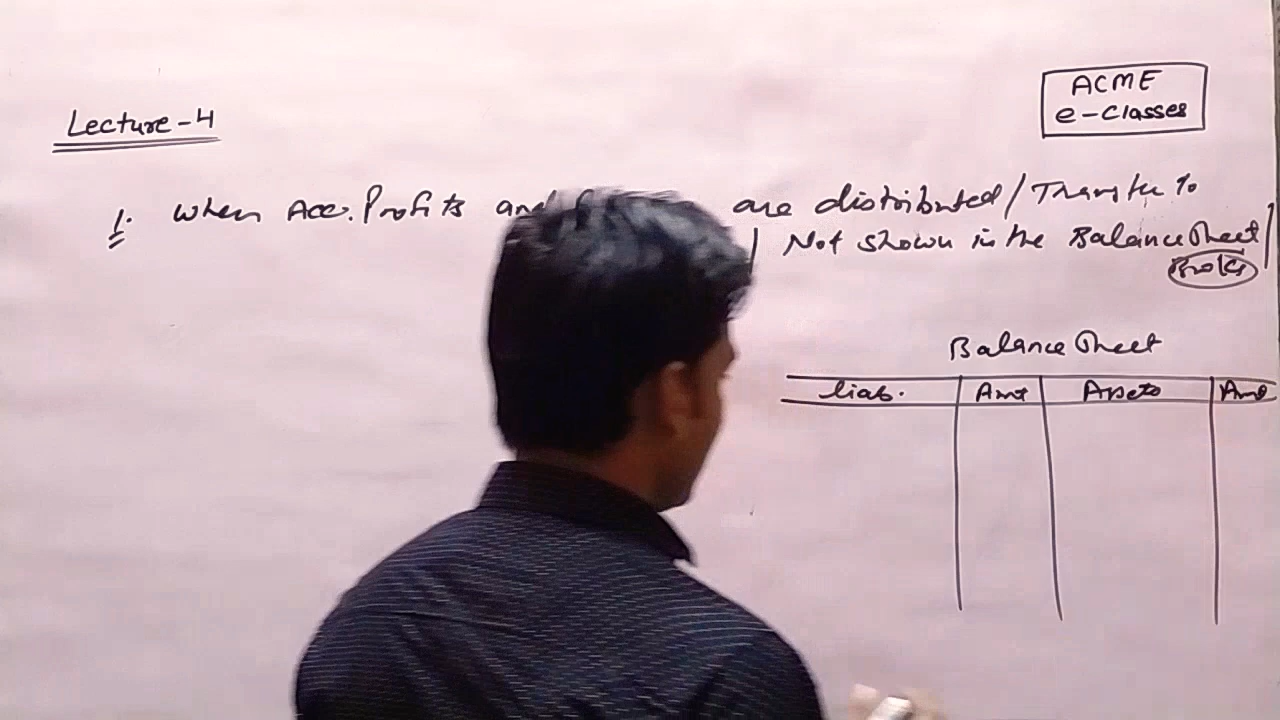 Lecture-4
ACME
e-Classes
1. When Acc. Profits and are distributed/Transfer to
Not shown in the Balance Sheet/
Books
Balance Sheet
Liab. Amt Assets Amt